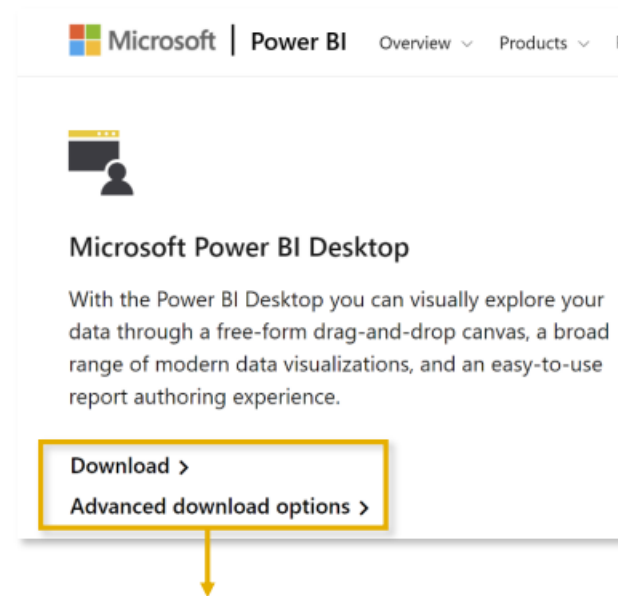 Microsoft | Power BI Overview Products
Microsoft Power BI Desktop
With the Power BI Desktop you can visually explore your
data through a free-form drag-and-drop canvas, a broad
range of modern data visualizations, and an easy-to-use
report authoring experience.
Download >
Advanced download options >